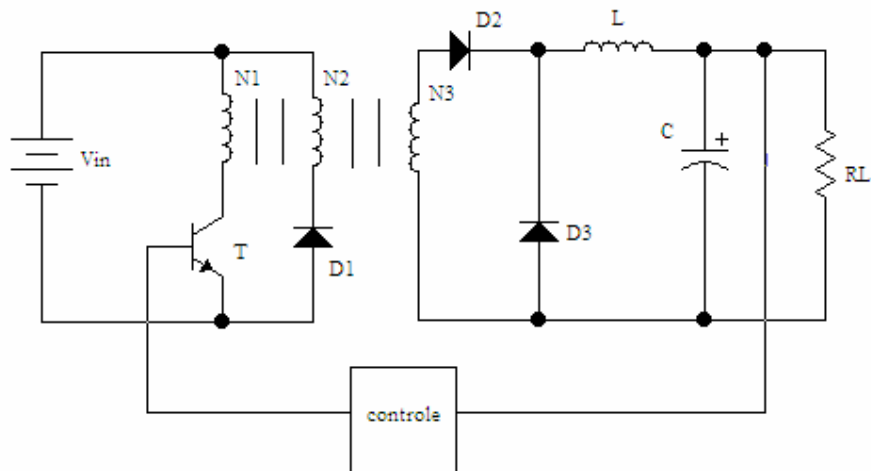 D2
L
N1
N2
N3
Vin
C
+
RL
T
D1
D3
controle